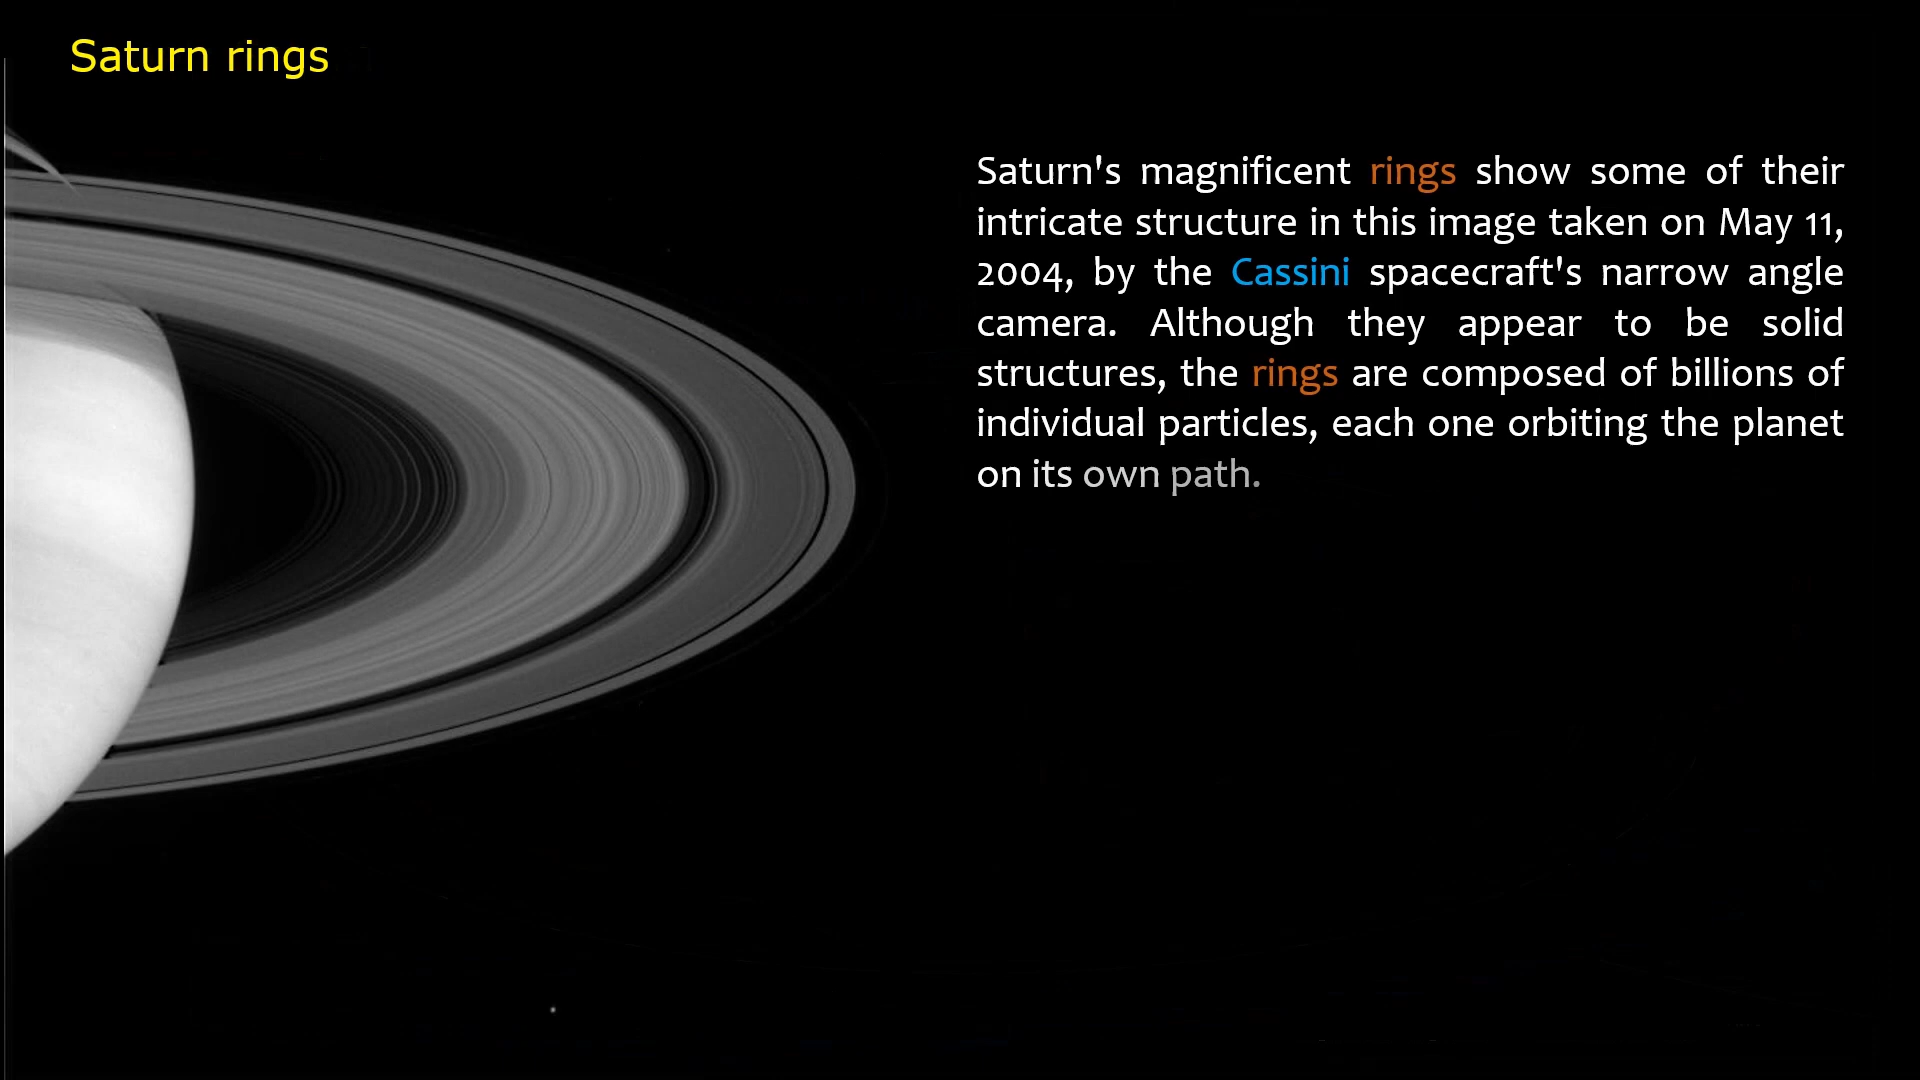 Saturn rings
Saturn's magnificent rings show some of their
intricate structure in this image taken on May 11,
2004, by the Cassini spacecraft's narrow angle
camera. Although they appear to be solid
structures, the rings are composed of billions of
individual particles, each one orbiting the planet
on its own path.